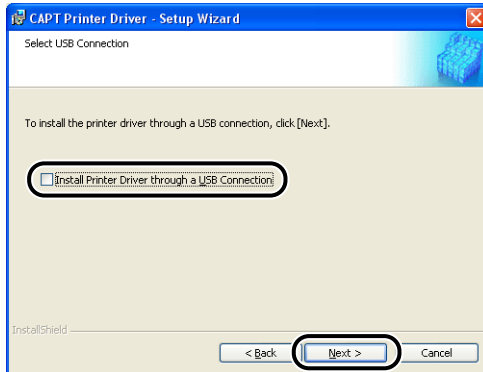 CAPT Printer Driver - Setup Wizard
Select USB Connection
To install the printer driver through a USB connection, click [Next].
Install Printer Driver through a USB Connection
InstallShield
< Back Next > Cancel